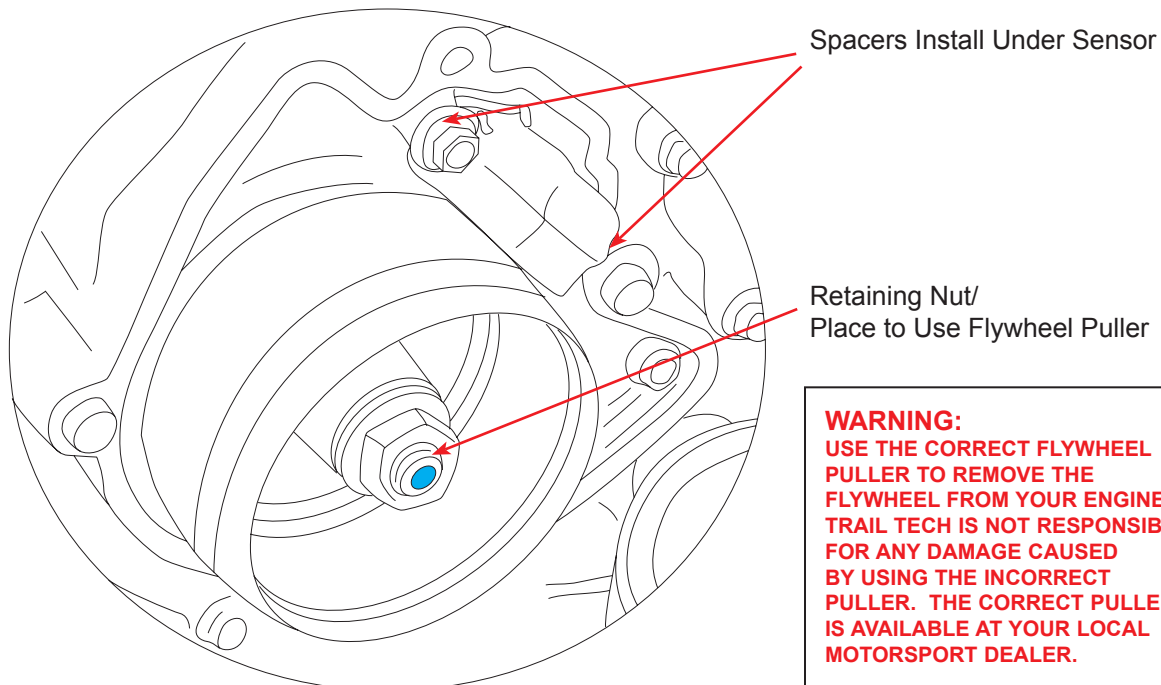 Spacers Install Under Sensor
Retaining Nut/
Place to Use Flywheel Puller
WARNING:
USE THE CORRECT FLYWHEEL
PULLER TO REMOVE THE
FLYWHEEL FROM YOUR ENGINE
TRAIL TECH IS NOT RESPONSIB
FOR ANY DAMAGE CAUSED
BY USING THE INCORRECT
PULLER. THE CORRECT PULLE
IS AVAILABLE AT YOUR LOCAL
MOTORSPORT DEALER.